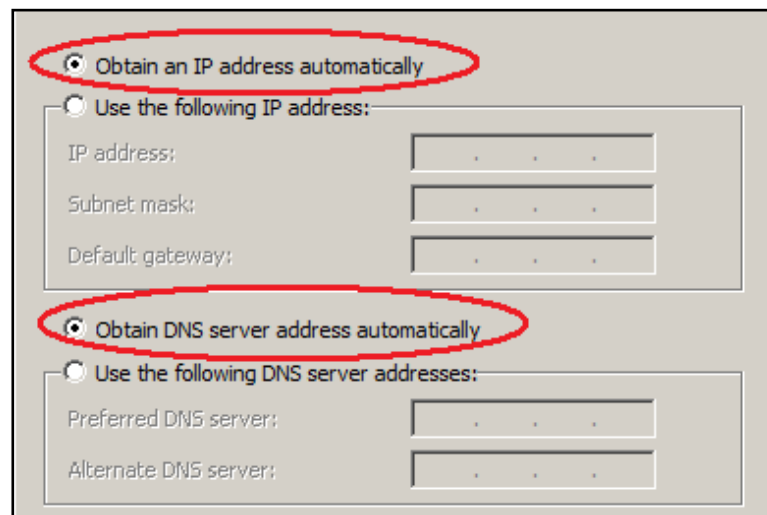 Obtain an IP address automatically
Use the following IP address:
IP address:
Subnet mask:
Default gateway:
Obtain DNS server address automatically
Use the following DNS server addresses:
Preferred DNS server:
Alternate DNS server: